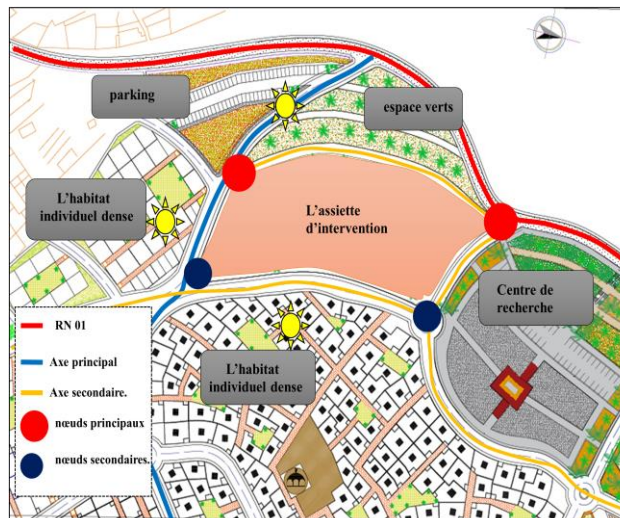 parking
espace verts
L'habitat
individuel dense
L'assiette
d'intervention
Centre de
recherche
L'habitat
individuel dense
RN 01
Axe principal
Axe secondaire.
nœuds principaux
nœuds secondaires.